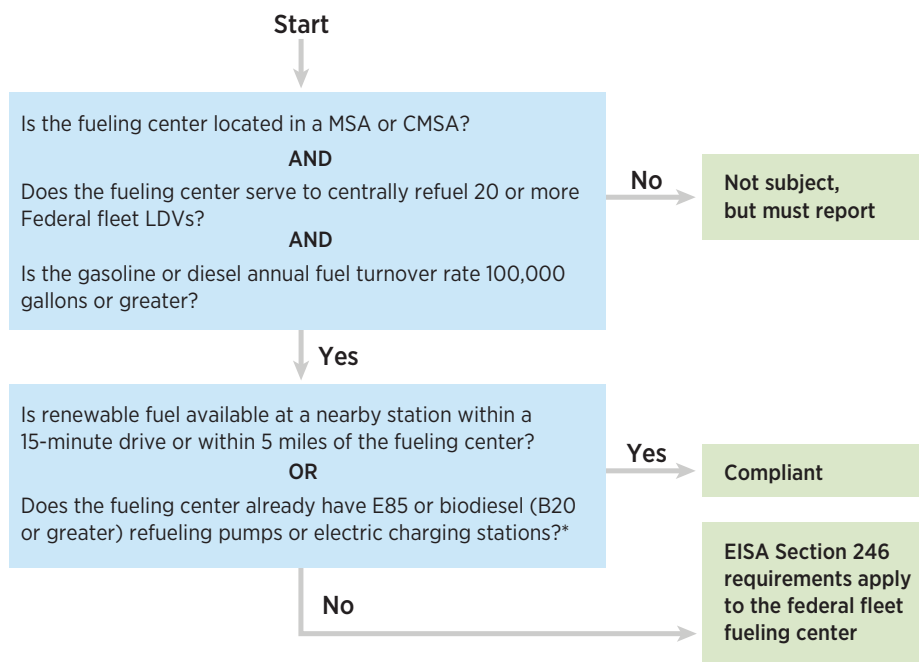 Start
Is the fueling center located in a MSA or CMSA?
AND
Does the fueling center serve to centrally refuel 20 or more
Federal fleet LDVs?
AND
Is the gasoline or diesel annual fuel turnover rate 100,000
gallons or greater?
No
Not subject,
but must report
Yes
Is renewable fuel available at a nearby station within a
15-minute drive or within 5 miles of the fueling center?
OR
Does the fueling center already have E85 or biodiesel (B20
or greater) refueling pumps or electric charging stations?*
Yes
Compliant
No
EISA Section 246
requirements apply
to the federal fleet
fueling center